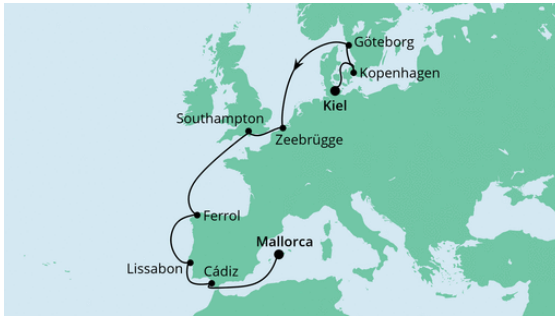 Göteborg
Kopenhagen
Kiel
Southampton
Zeebrügge
Ferrol
Mallorca
Lissabon
Cádiz